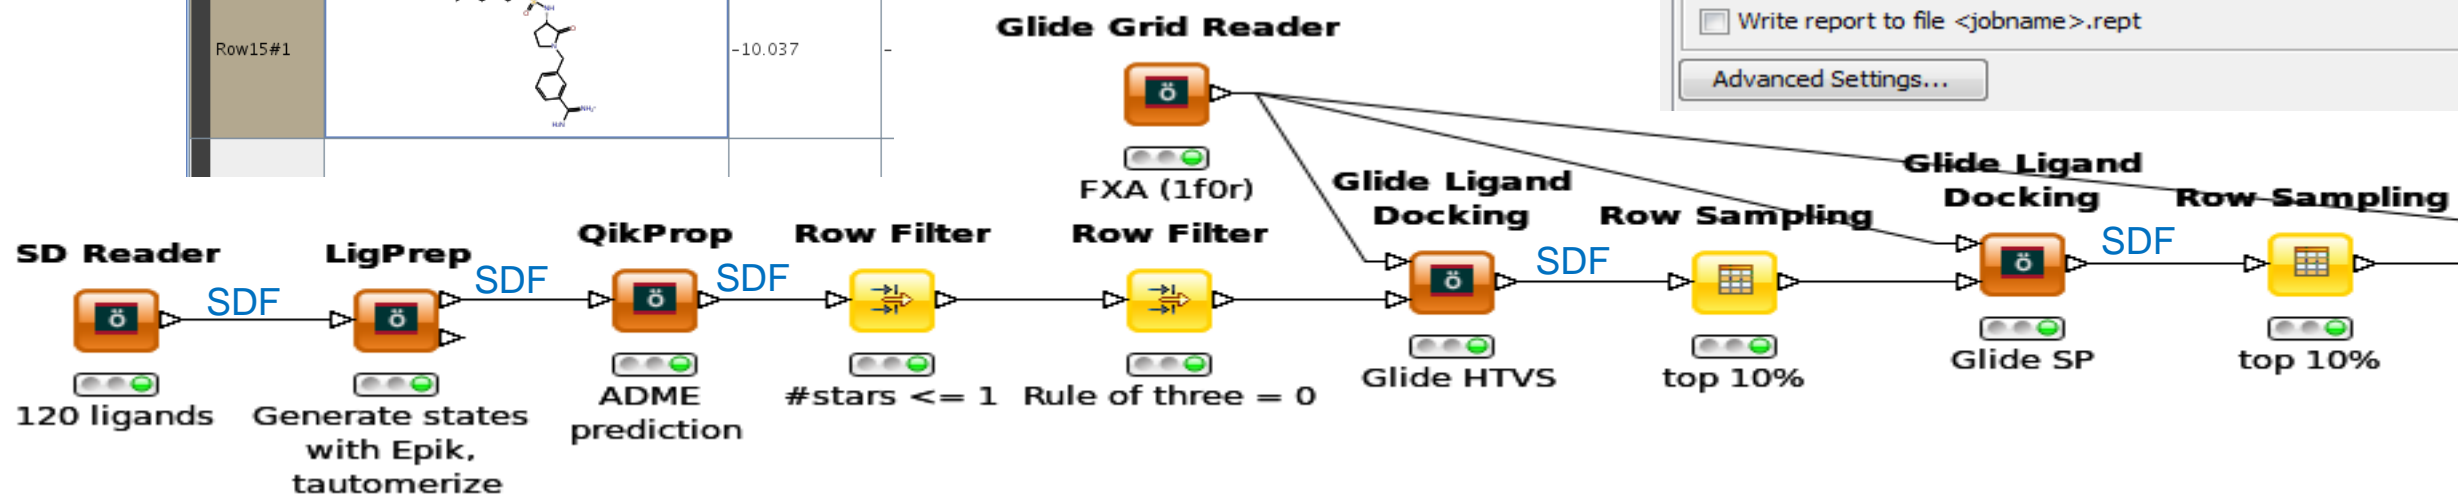 Row15#1
-10.037
-
Write report to file <jobname>.rept
Advanced Settings...
Glide Grid Reader
FXA (1f0r)
SD Reader
SDF
120 ligands
LigPrep
SDF
Generate states
with Epik,
tautomerize
QikProp
SDF
ADME
prediction
Row Filter
#stars <= 1
Row Filter
Rule of three = 0
Glide Ligand
Docking
SDF
Glide HTVS
Row Sampling
top 10%
Glide Ligand
Docking
SDF
Glide SP
Row Sampling
top 10%